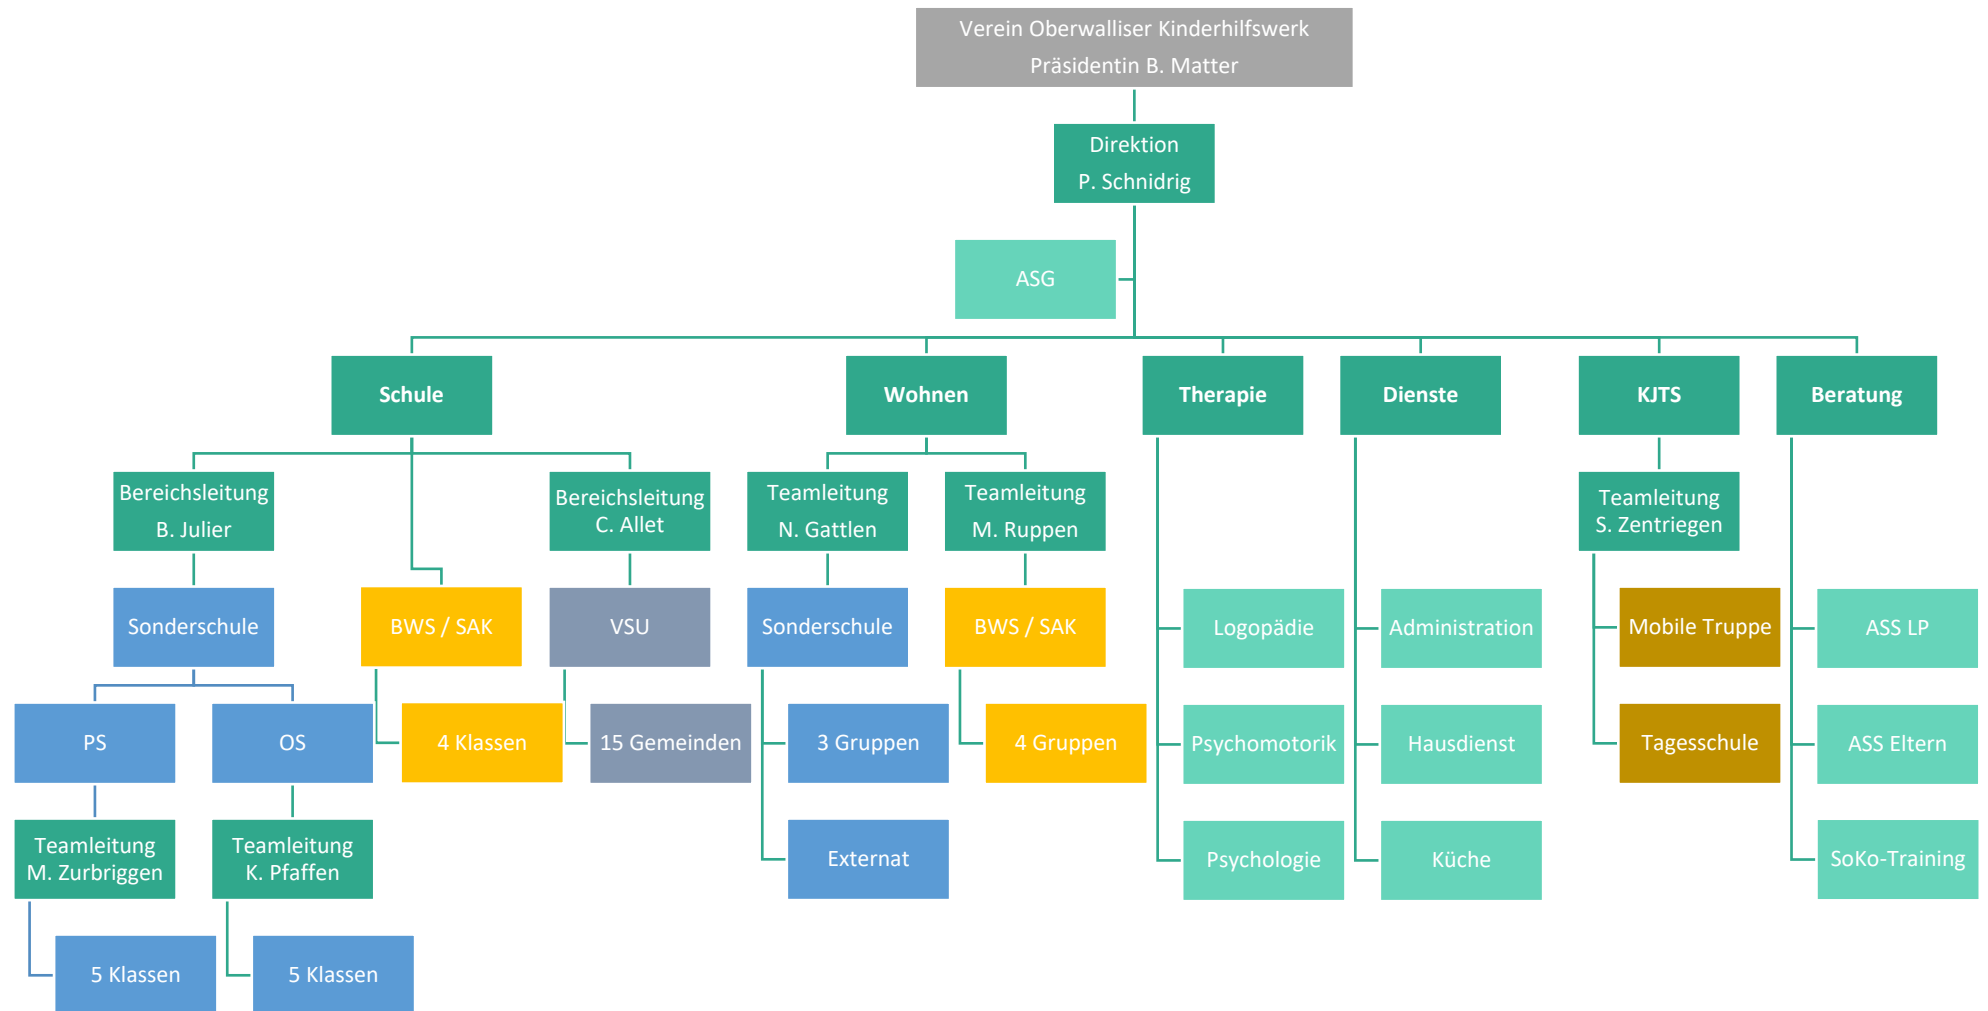 Verein Oberwalliser Kinderhilfswerk
Präsidentin B. Matter
Direktion
P. Schnidrig
ASG
Schule
Wohnen
Therapie
Dienste
KJTS
Beratung
Bereichsleitung
B. Julier
Bereichsleitung
C. Allet
Teamleitung
N. Gattlen
Teamleitung
M. Ruppen
Teamleitung
S. Zentriegen
Sonderschule
BWS / SAK
VSU
Sonderschule
BWS / SAK
Logopädie
Administration
Mobile Truppe
ASS LP
PS
OS
4 Klassen
15 Gemeinden
3 Gruppen
4 Gruppen
Psychomotorik
Hausdienst
Tagesschule
ASS Eltern
Teamleitung
M. Zurbriggen
Teamleitung
K. Pfaffen
Externat
Psychologie
Küche
SoKo-Training
5 Klassen
5 Klassen